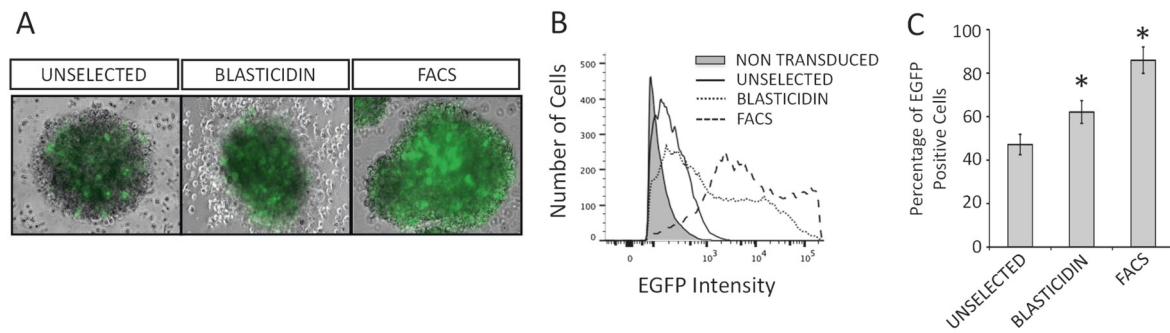 A
UNSELECTED
BLASTICIDIN
FACS
B
Number of Cells
500
400
300
200
100
0
0
10³
10⁴
10⁵
EGFP Intensity
NON TRANSDUCED
UNSELECTED
BLASTICIDIN
FACS
C
Percentage of EGFP
Positive Cells
100
80
60
40
20
0
*
*
UNSELECTED
BLASTICIDIN
FACS